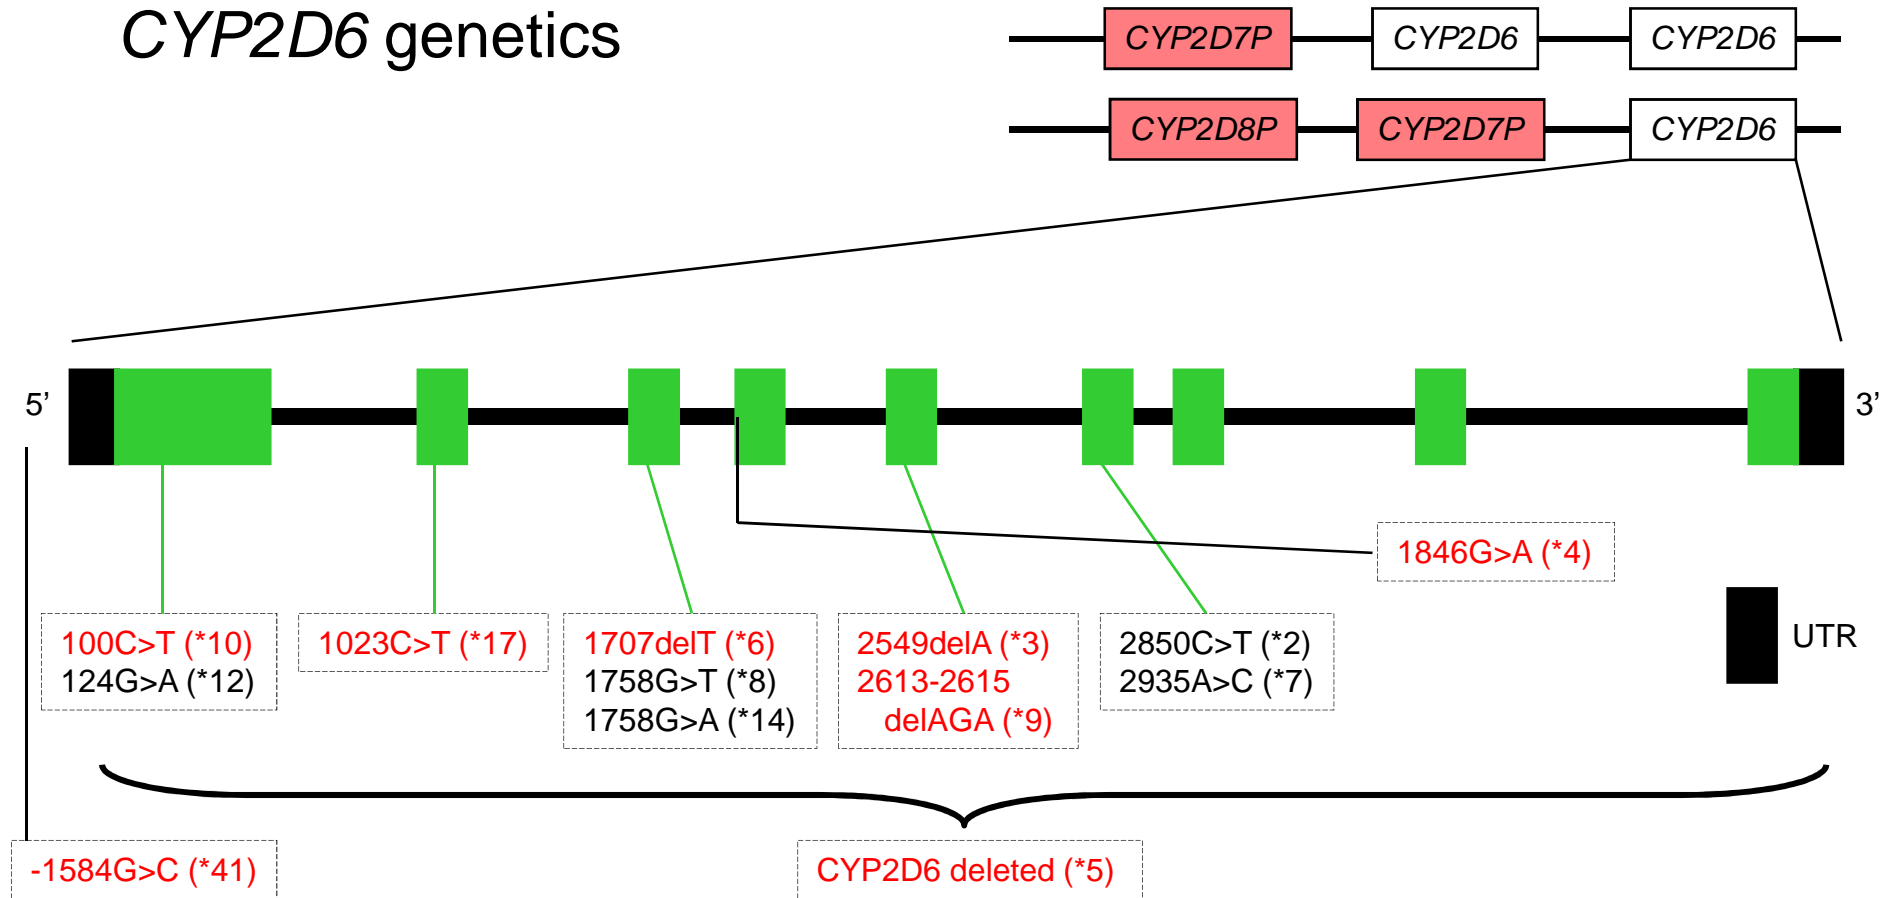 CYP2D6 genetics
CYP2D7P
CYP2D6
CYP2D6
CYP2D8P
CYP2D7P
CYP2D6
5’
3’
1846G>A (*4)
100C>T (*10)
124G>A (*12)
1023C>T (*17)
1707delT (*6)
1758G>T (*8)
1758G>A (*14)
2549delA (*3)
2613-2615
delAGA (*9)
2850C>T (*2)
2935A>C (*7)
UTR
-1584G>C (*41)
CYP2D6 deleted (*5)